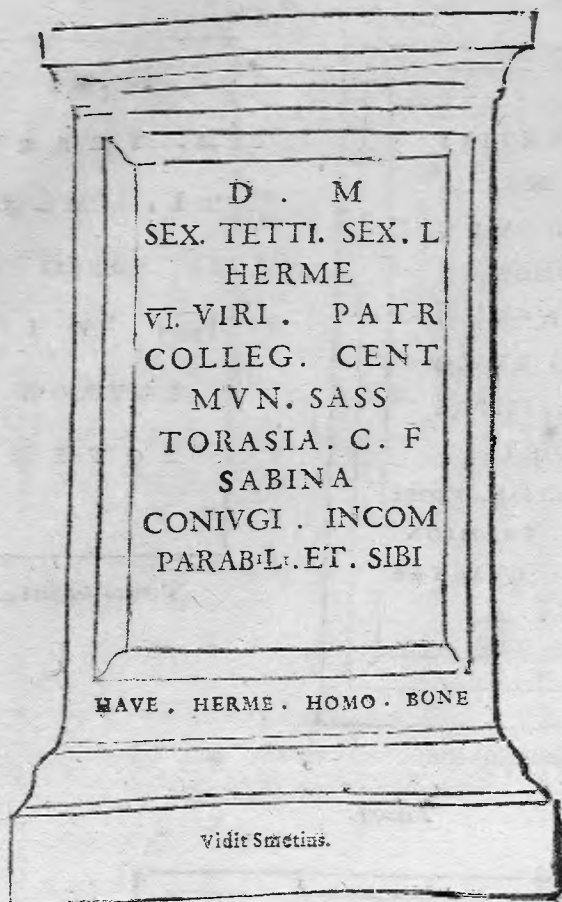 D . M
SEX. TETTI. SEX. L
HERME
VI. VIRI . PATR
COLLEG. CENT
MVN. SASS
TORASIA. C. F
SABINA
CONIVGI . INCOM
PARABILI. ET. SIBI
HAVE . HERME . HOMO . BONE
Vidit Smetius.